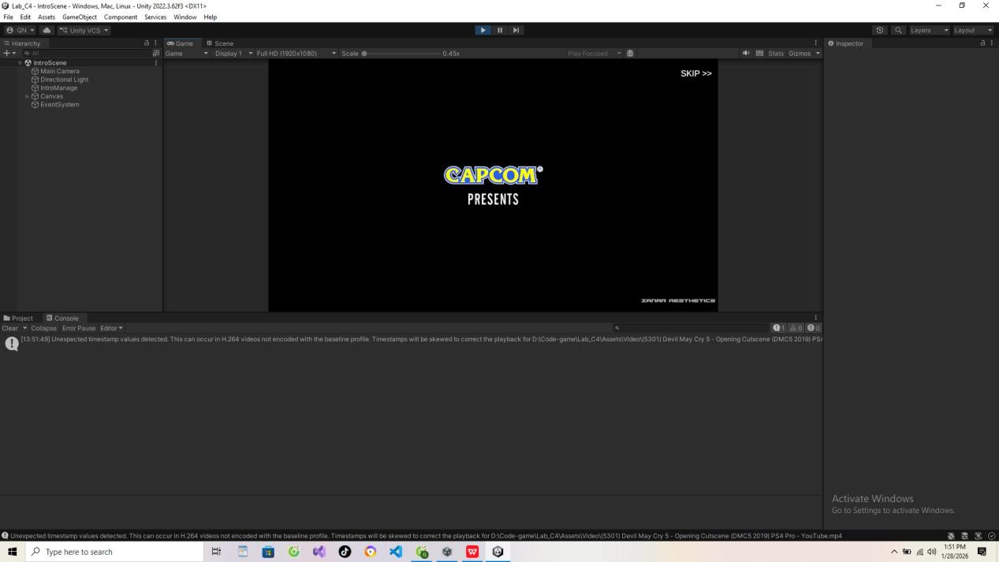 Lab_C4 - IntroScene - Windows, Mac, Linux - Unity 2022.3.62f3 <DX11>
File Edit Assets GameObject Component Services Window Help
QN Unity VCS Layers Layout
Hierarchy Game Scene Inspector
All Game Display 1 Full HD (1920x1080) Scale 0.45x Play Focused Stats Gizmos
IntroScene
Main Camera
Directional Light
IntroManage
Canvas
EventSystem
SKIP >>
CAPCOM
PRESENTS
ZANAR AESTHETICS
Project Console
Clear Collapse Error Pause Editor 1 0 0
[13:51:49] Unexpected timestamp values detected. This can occur in H.264 videos not encoded with the baseline profile. Timestamps will be skewed to correct the playback for D:\Code-game\Lab_C4\Assets\Video\(5301) Devil May Cry 5 - Opening Cutscene (DMC5 2019) PS4
Activate Windows
Go to Settings to activate Windows.
Unexpected timestamp values detected. This can occur in H.264 videos not encoded with the baseline profile. Timestamps will be skewed to correct the playback for D:\Code-game\Lab_C4\Assets\Video\(5301) Devil May Cry 5 - Opening Cutscene (DMC5 2019) PS4 Pro - YouTube.mp4
Type here to search
1:51 PM
1/28/2026